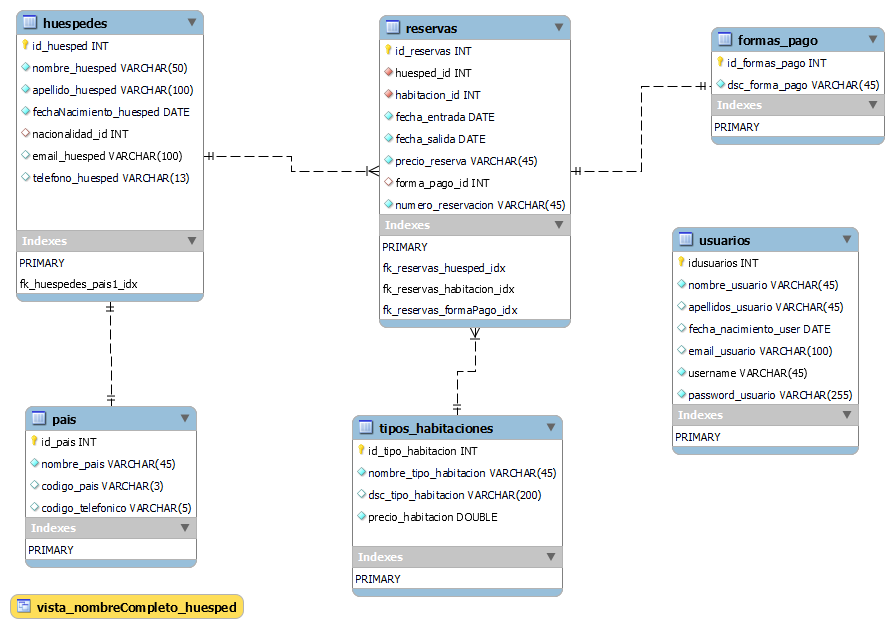 huespedes
id_huesped INT
nombre_huesped VARCHAR(50)
apellido_huesped VARCHAR(100)
fechaNacimiento_huesped DATE
nacionalidad_id INT
email_huesped VARCHAR(100)
telefono_huesped VARCHAR(13)
Indexes
PRIMARY
fk_huespedes_pais1_idx
reservas
id_reservas INT
huesped_id INT
habitacion_id INT
fecha_entrada DATE
fecha_salida DATE
precio_reserva VARCHAR(45)
forma_pago_id INT
numero_reservacion VARCHAR(45)
Indexes
PRIMARY
fk_reservas_huesped_idx
fk_reservas_habitacion_idx
fk_reservas_formaPago_idx
formas_pago
id_formas_pago INT
dsc_forma_pago VARCHAR(45)
Indexes
PRIMARY
usuarios
idusuarios INT
nombre_usuario VARCHAR(45)
apellidos_usuario VARCHAR(45)
fecha_nacimiento_user DATE
email_usuario VARCHAR(100)
username VARCHAR(45)
password_usuario VARCHAR(255)
Indexes
PRIMARY
pais
id_pais INT
nombre_pais VARCHAR(45)
codigo_pais VARCHAR(3)
codigo_telefonico VARCHAR(5)
Indexes
PRIMARY
tipos_habitaciones
id_tipo_habitacion INT
nombre_tipo_habitacion VARCHAR(45)
dsc_tipo_habitacion VARCHAR(200)
precio_habitacion DOUBLE
Indexes
PRIMARY
vista_nombreCompleto_huesped